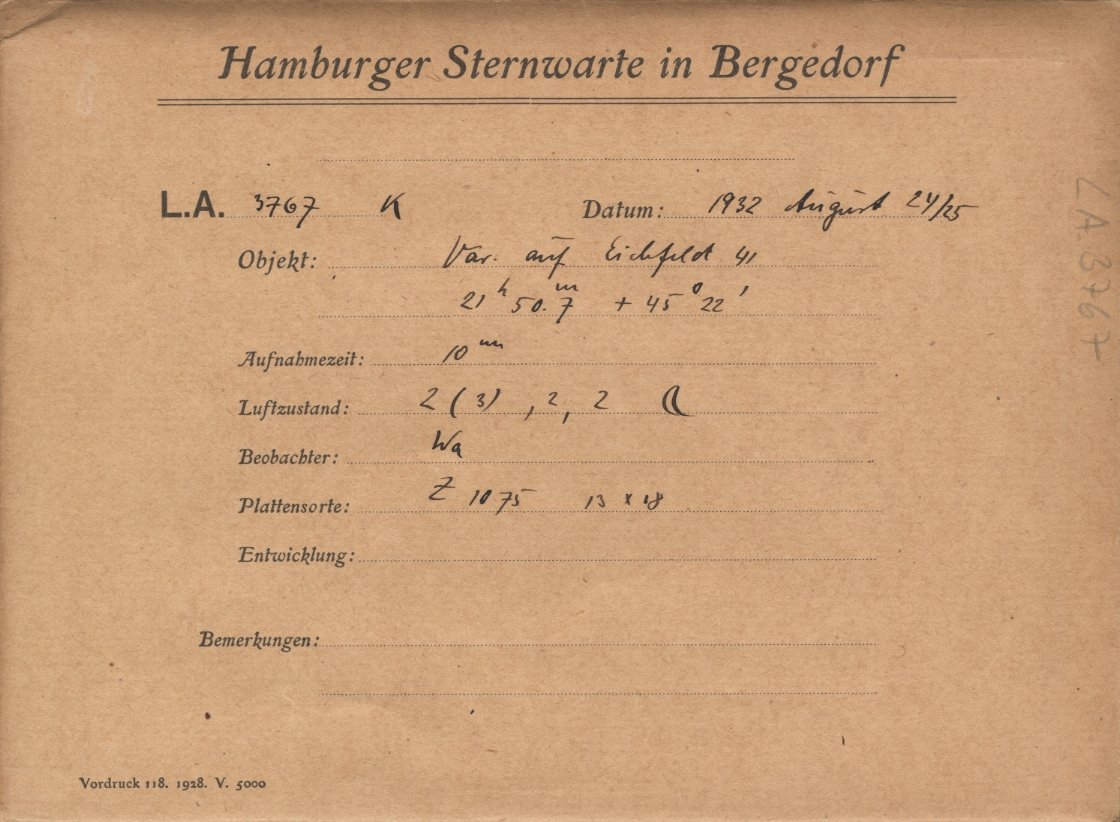 Hamburger Sternwarte in Bergedorf
L.A. 3767 K Datum: 1932 August 24/25
Objekt: Var. auf Eichfeld 41
21ʰ 50.ᵐ7 + 45° 22'
Aufnahmezeit: 10ᵐ
Luftzustand: 2 (3), 2, 2 ☾
Beobachter: Wa
Plattensorte: Z 1075 13 x 18
Entwicklung:
Bemerkungen:
Vordruck 118. 1928. V. 5000
LA 3767